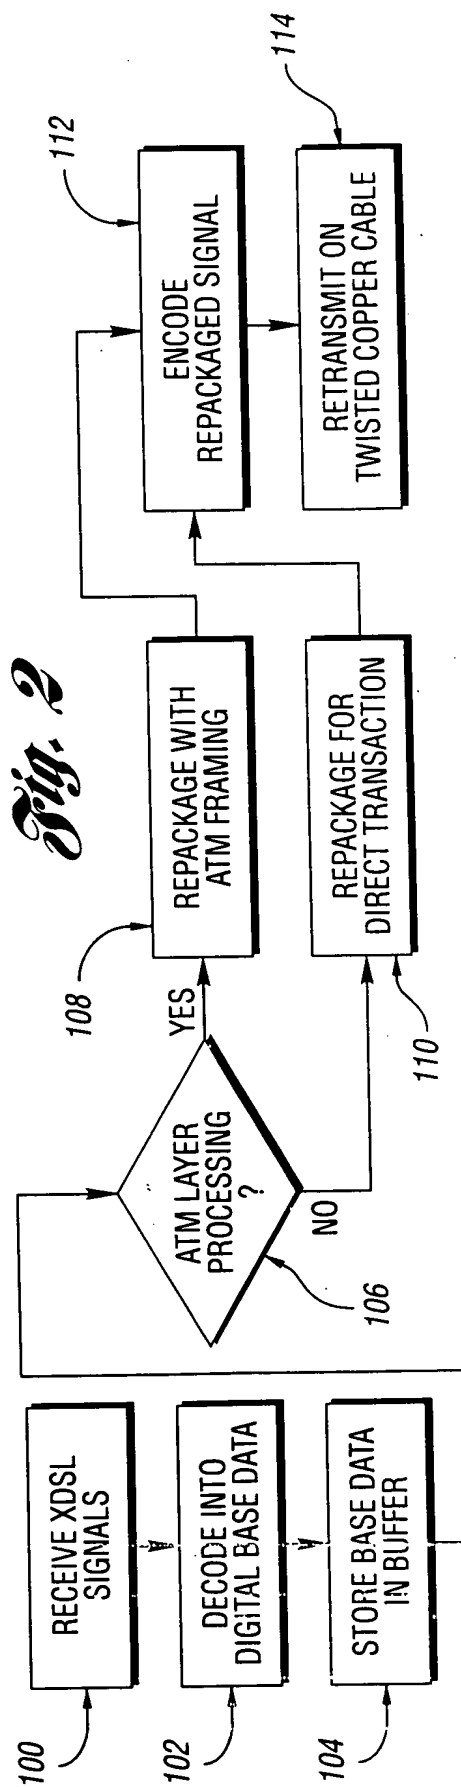 Fig. 2
100
RECEIVE XDSL
SIGNALS
102
DECODE INTO
DIGITAL BASE DATA
104
STORE BASE DATA
IN BUFFER
106
ATM LAYER
PROCESSING
?
YES
NO
108
REPACKAGE WITH
ATM FRAMING
110
REPACKAGE FOR
DIRECT TRANSACTION
112
ENCODE
REPACKAGED SIGNAL
114
RETRANSMIT ON
TWISTED COPPER CABLE